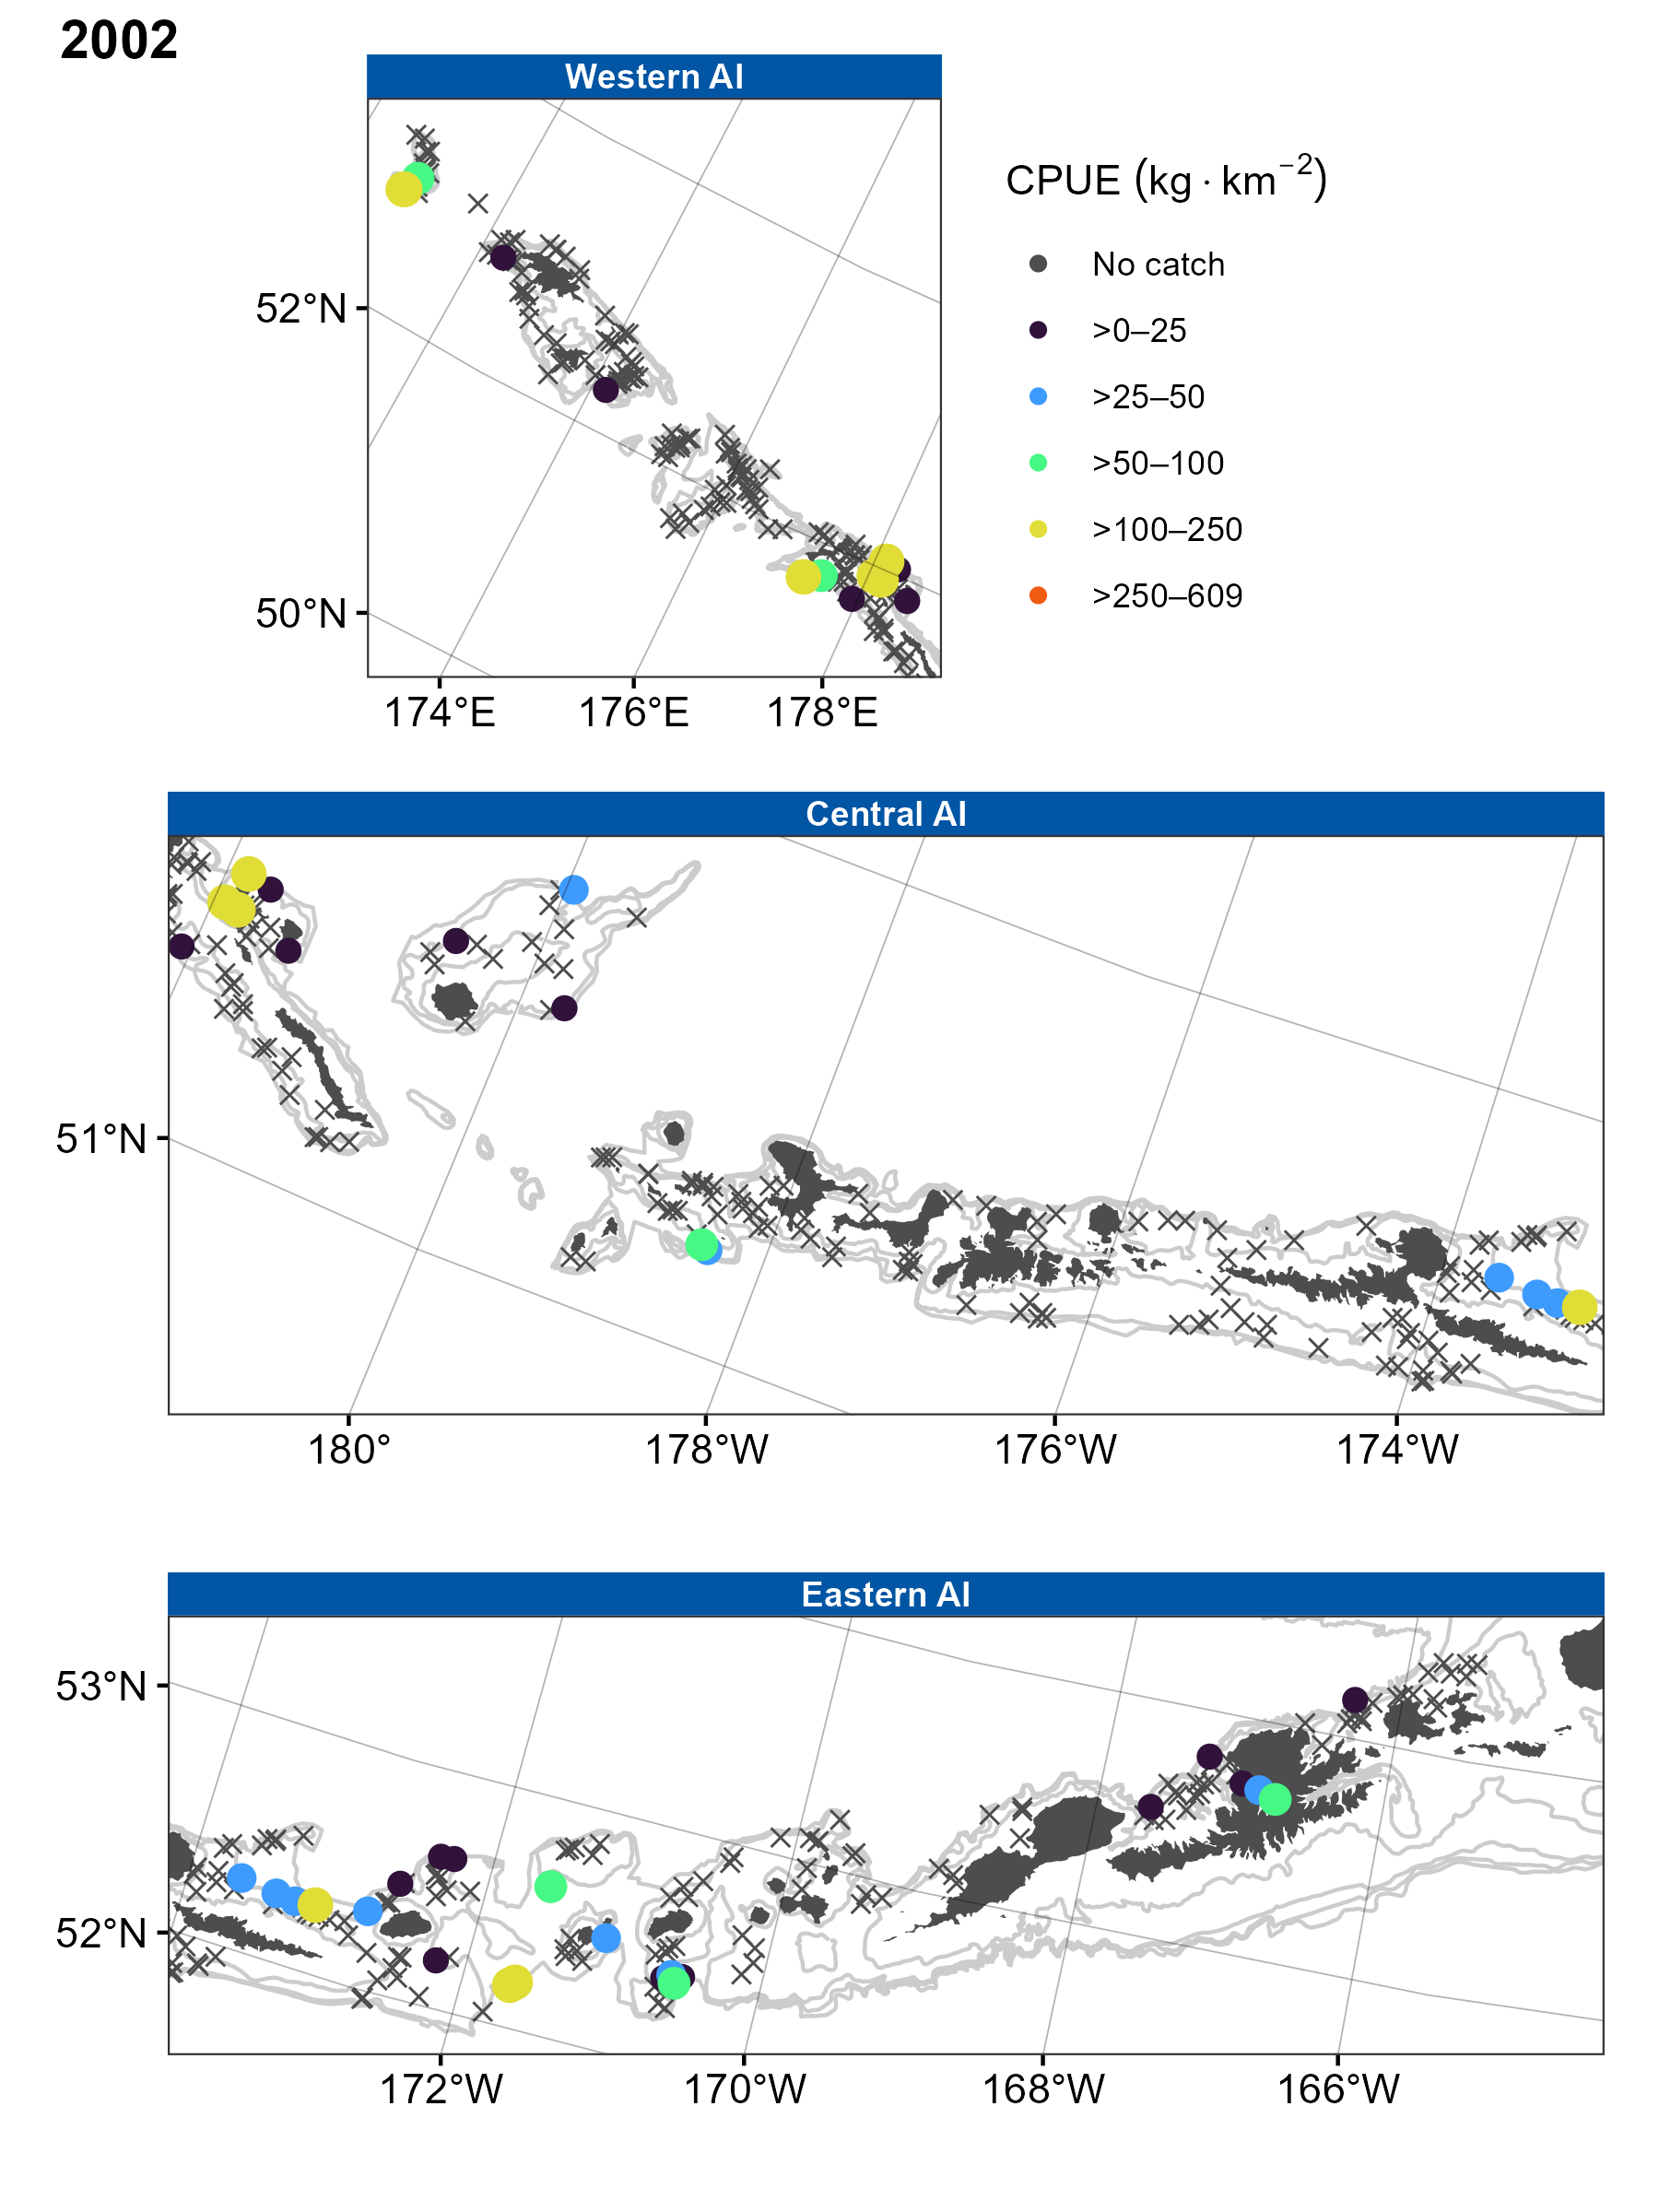 2002
Western AI
CPUE (kg · km⁻²)
No catch
>0–25
>25–50
>50–100
>100–250
>250–609
52°N
50°N
174°E 176°E 178°E
Central AI
51°N
180° 178°W 176°W 174°W
Eastern AI
53°N
52°N
172°W 170°W 168°W 166°W